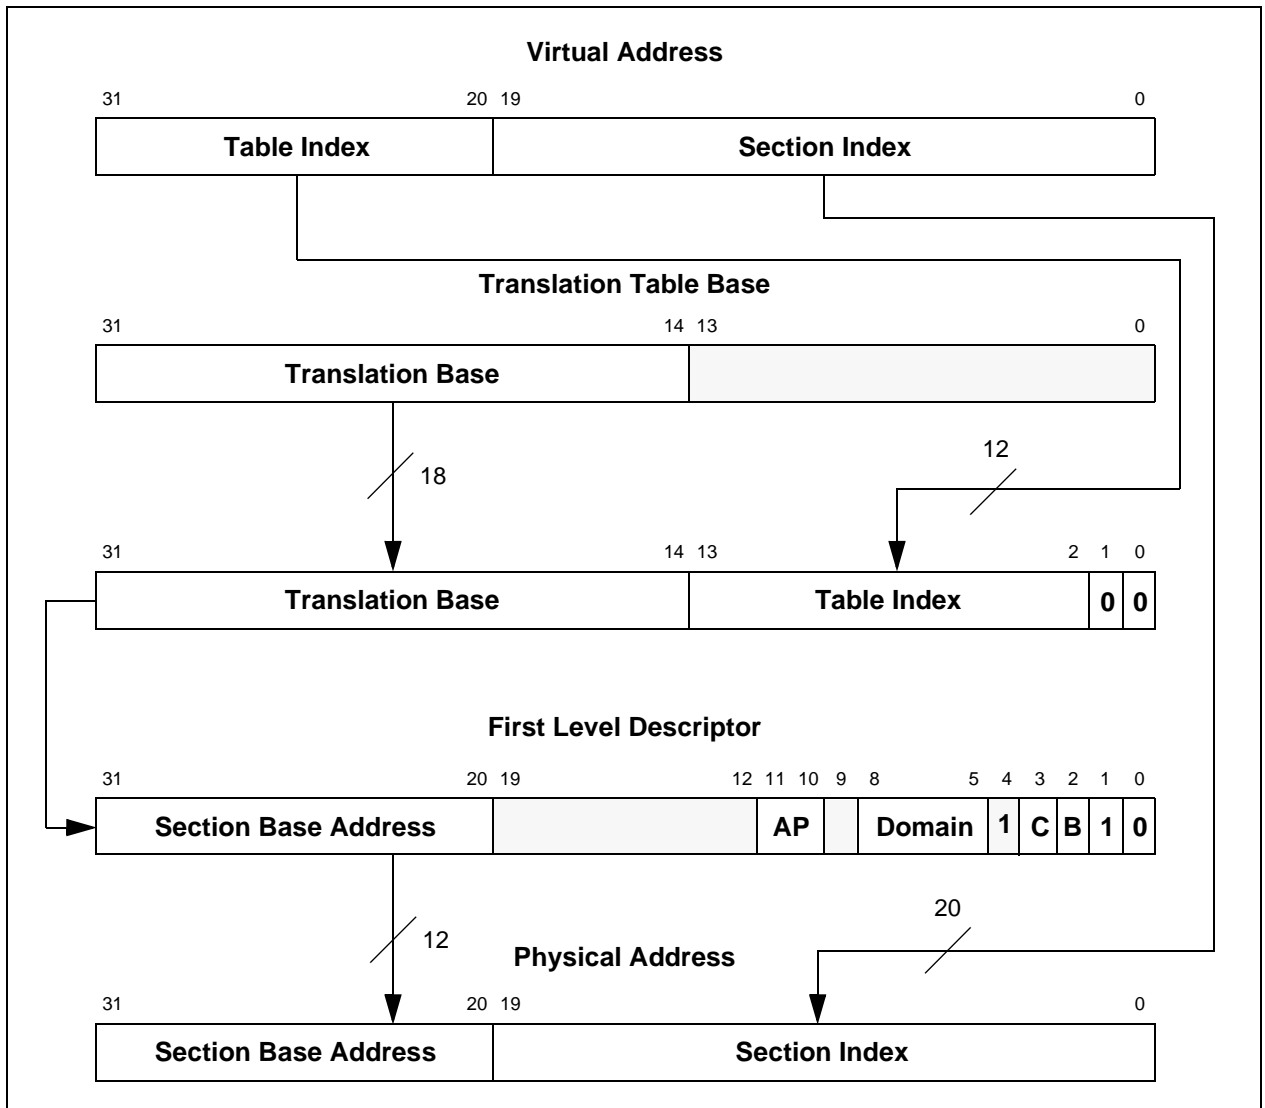 Virtual Address
31 20 19 0
Table Index Section Index
Translation Table Base
31 14 13 0
Translation Base
12
18
31 14 13 2 1 0
Translation Base Table Index 0 0
First Level Descriptor
31 20 19 12 11 10 9 8 5 4 3 2 1 0
Section Base Address AP Domain 1 C B 1 0
20
12
Physical Address
31 20 19 0
Section Base Address Section Index